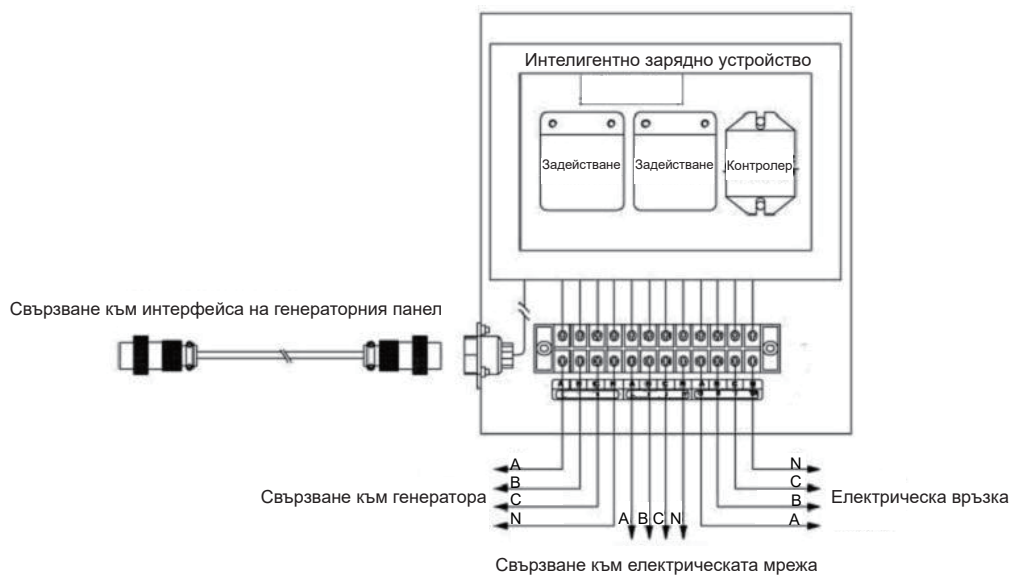 Интелигентно зарядно устройство
Задействане
Задействане
Контролер
Свързване към интерфейса на генераторния панел
A B C N A B C N A B C N
A
B
C
N
Свързване към генератора
A B C N
Свързване към електрическата мрежа
N
C
B
A
Електрическа връзка